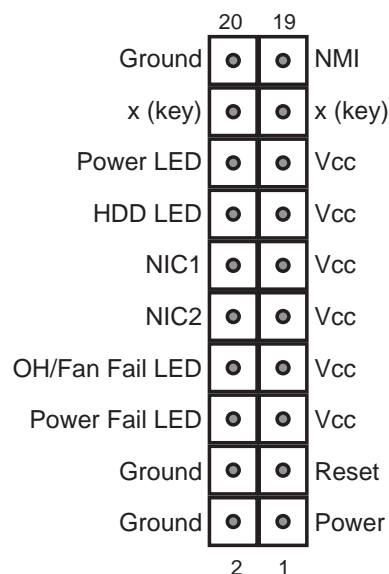 20 19
Ground NMI
x (key) x (key)
Power LED Vcc
HDD LED Vcc
NIC1 Vcc
NIC2 Vcc
OH/Fan Fail LED Vcc
Power Fail LED Vcc
Ground Reset
Ground Power
2 1